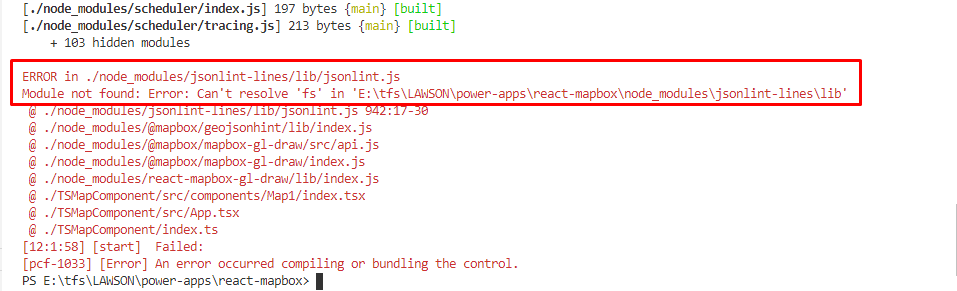 [./node_modules/scheduler/index.js] 197 bytes {main} [built]
[./node_modules/scheduler/tracing.js] 213 bytes {main} [built]
    + 103 hidden modules

ERROR in ./node_modules/jsonlint-lines/lib/jsonlint.js
Module not found: Error: Can't resolve 'fs' in 'E:\tfs\LAWSON\power-apps\react-mapbox\node_modules\jsonlint-lines\lib'
 @ ./node_modules/jsonlint-lines/lib/jsonlint.js 942:17-30
 @ ./node_modules/@mapbox/geojsonhint/lib/index.js
 @ ./node_modules/@mapbox/mapbox-gl-draw/src/api.js
 @ ./node_modules/@mapbox/mapbox-gl-draw/index.js
 @ ./node_modules/react-mapbox-gl-draw/lib/index.js
 @ ./TSMapComponent/src/components/Map1/index.tsx
 @ ./TSMapComponent/src/App.tsx
 @ ./TSMapComponent/index.ts
[12:1:58] [start]  Failed:
[pcf-1033] [Error] An error occurred compiling or bundling the control.
PS E:\tfs\LAWSON\power-apps\react-mapbox>